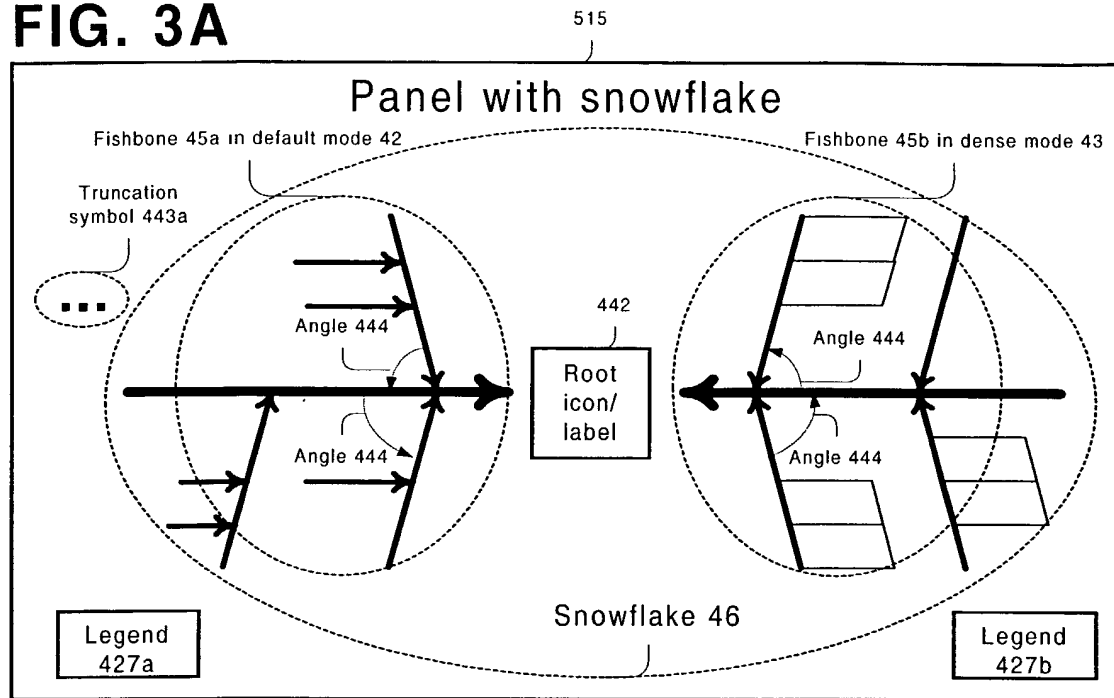 FIG. 3A
515
Panel with snowflake
Fishbone 45a in default mode 42
Fishbone 45b in dense mode 43
Truncation
symbol 443a
...
442
Angle 444
Angle 444
Root
icon/
label
Angle 444
Angle 444
Snowflake 46
Legend
427a
Legend
427b